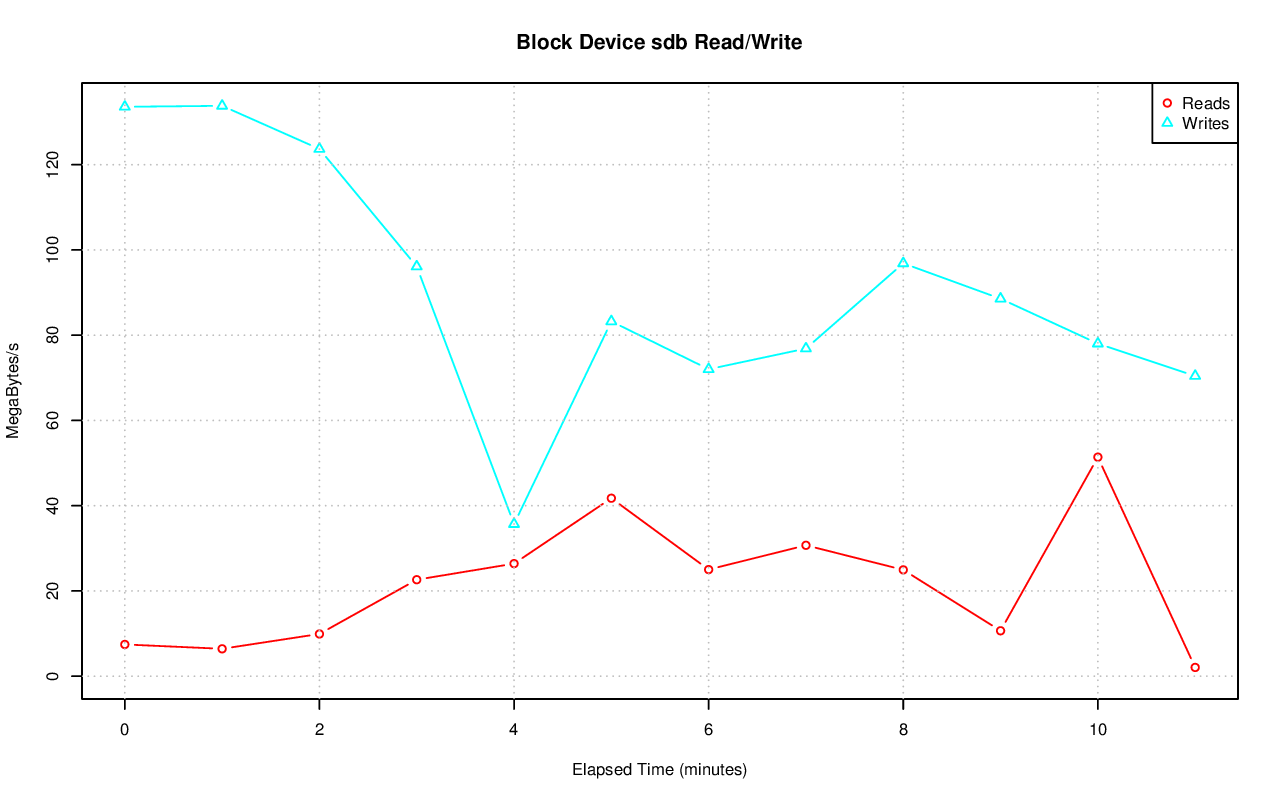 Block Device sdb Read/Write
Reads
Writes
MegaBytes/s
120
100
80
60
40
20
0
0 2 4 6 8 10
Elapsed Time (minutes)